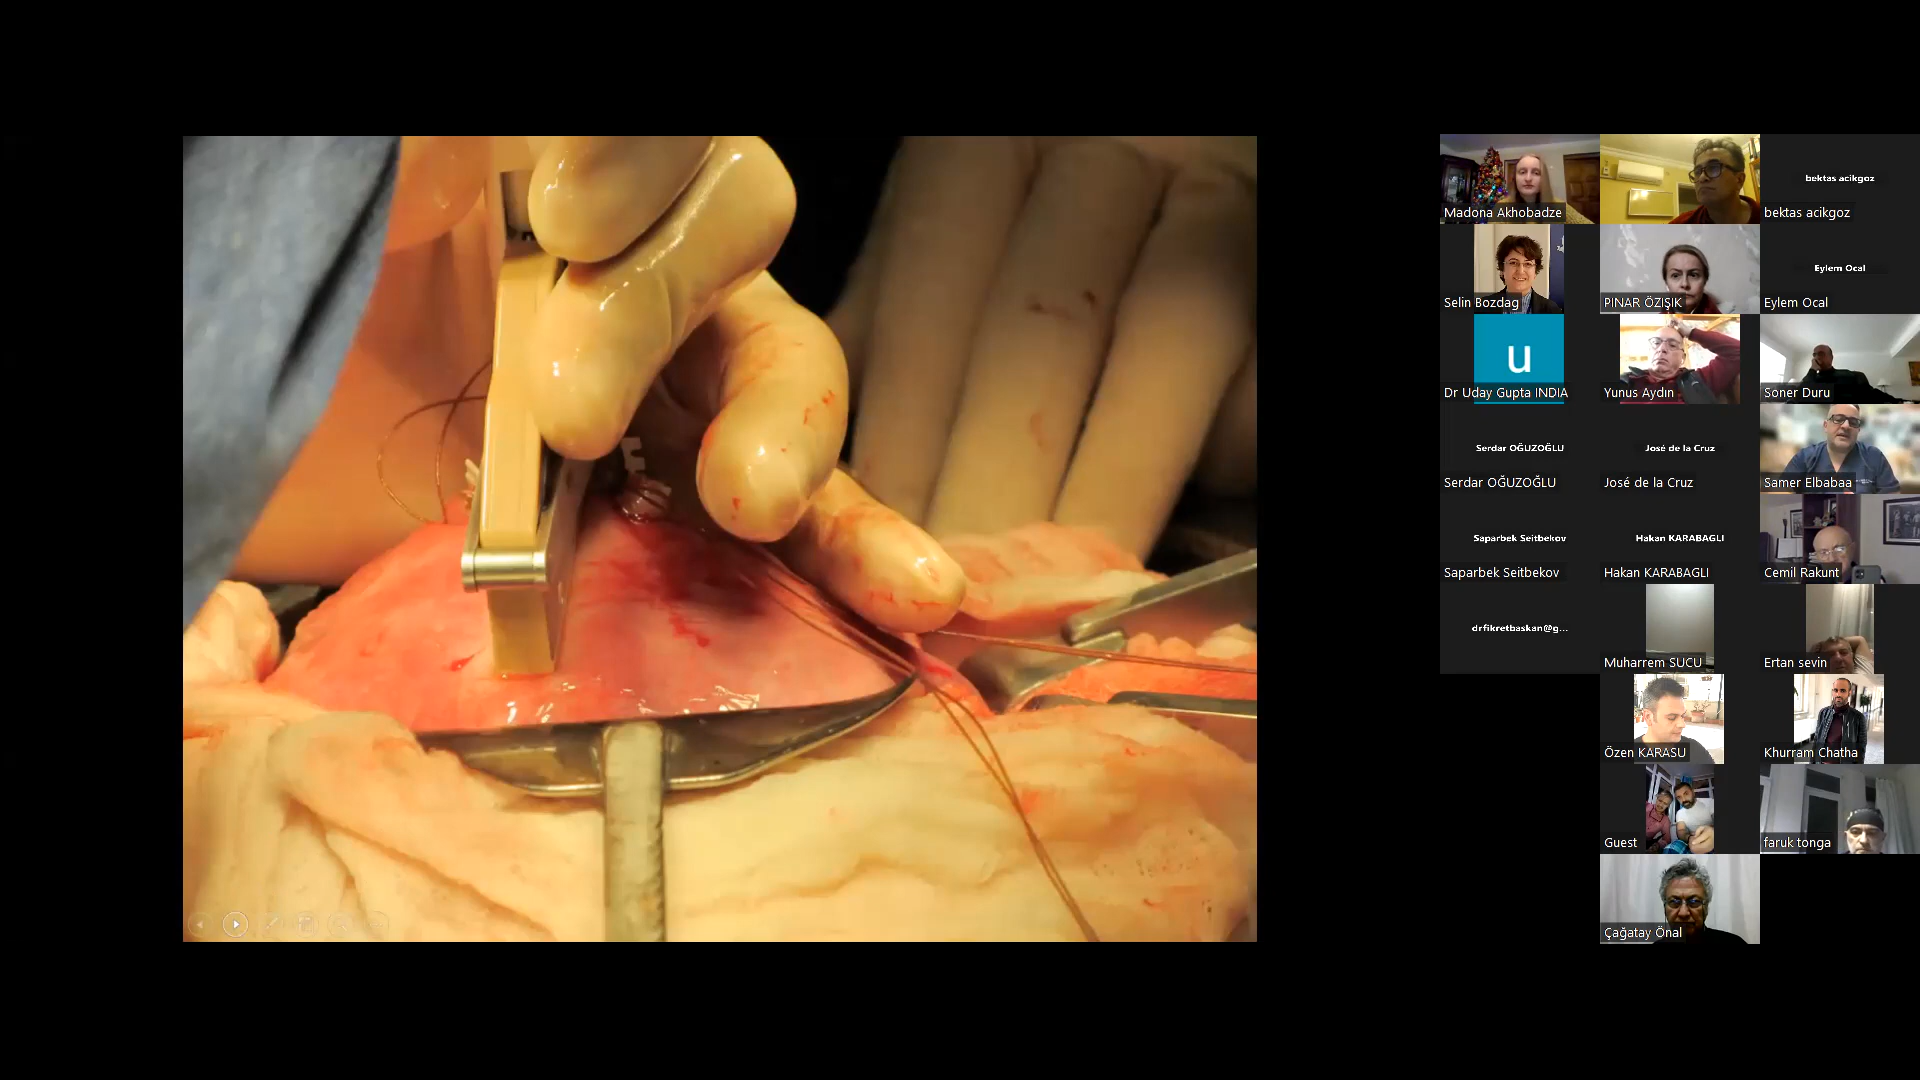 Madona Akhobadze
bektas acikgoz
bektas acikgoz
Selin Bozdag
PINAR ÖZIŞIK
Eylem Ocal
Eylem Ocal
u
Dr Uday Gupta INDIA
Yunus Aydın
Soner Duru
Serdar OĞUZOĞLU
Serdar OĞUZOĞLU
José de la Cruz
José de la Cruz
Samer Elbabaa
Saparbek Seitbekov
Saparbek Seitbekov
Hakan KARABAGLI
Hakan KARABAGLI
Cemil Rakunt
drfikretbaskan@g...
Muharrem SUCU
Ertan sevin
Özen KARASU
Khurram Chatha
Guest
faruk tonga
Çağatay Önal